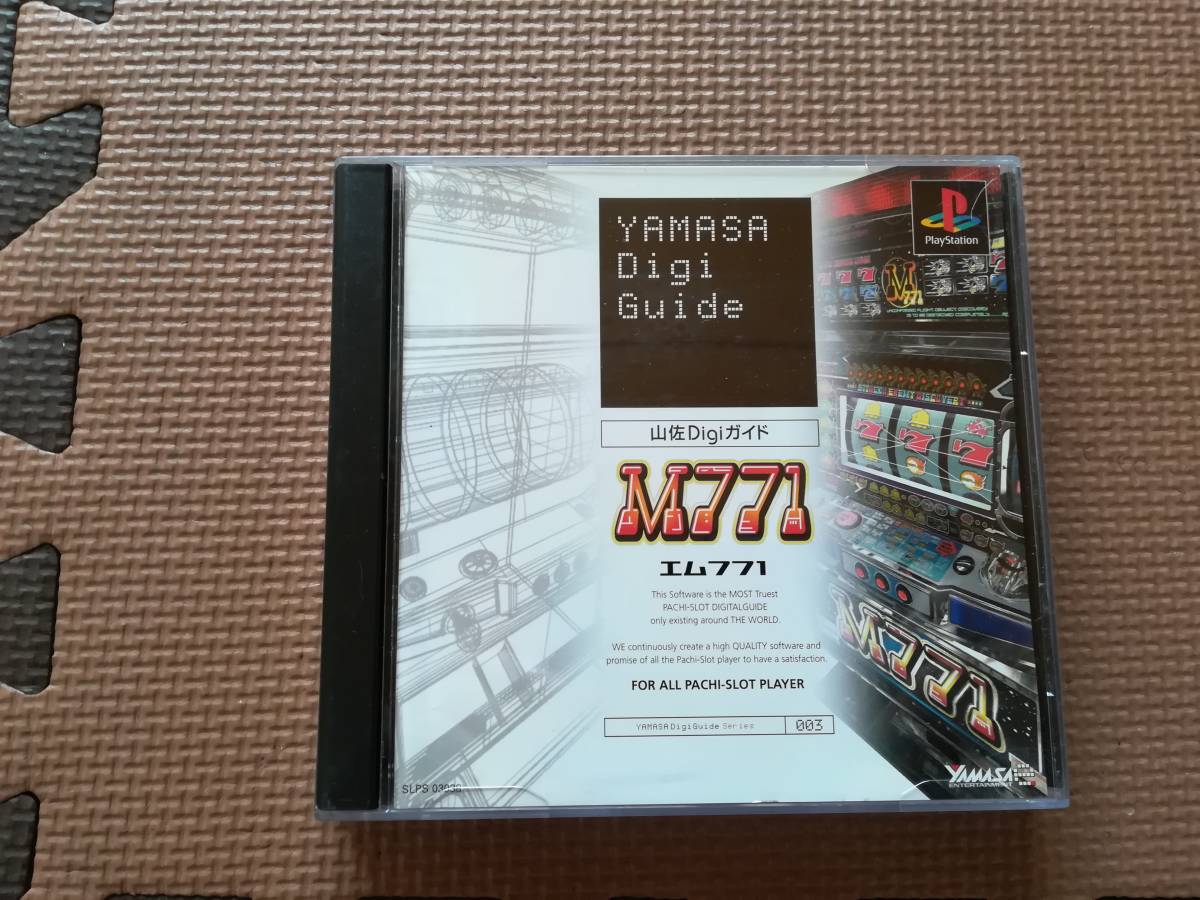 YAMASA
Digi
Guide
PlayStation
山佐Digiガイド
M771
エム771
This Software is the MOST Truest
PACHI-SLOT DIGITALGUIDE
only existing around THE WORLD.
WE continuously create a high QUALITY software and
promise of all the Pachi-Slot player to have a satisfaction.
FOR ALL PACHI-SLOT PLAYER
YAMASA DigiGuide Series 003
M
771
777
M771
SLPS
YAMASA
ENTERTAINMENT